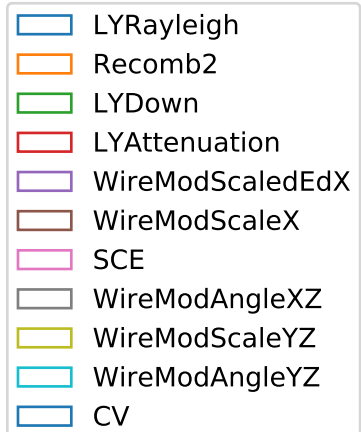 LYRayleigh
Recomb2
LYDown
LYAttenuation
WireModScaledEdX
WireModScaleX
SCE
WireModAngleXZ
WireModScaleYZ
WireModAngleYZ
CV